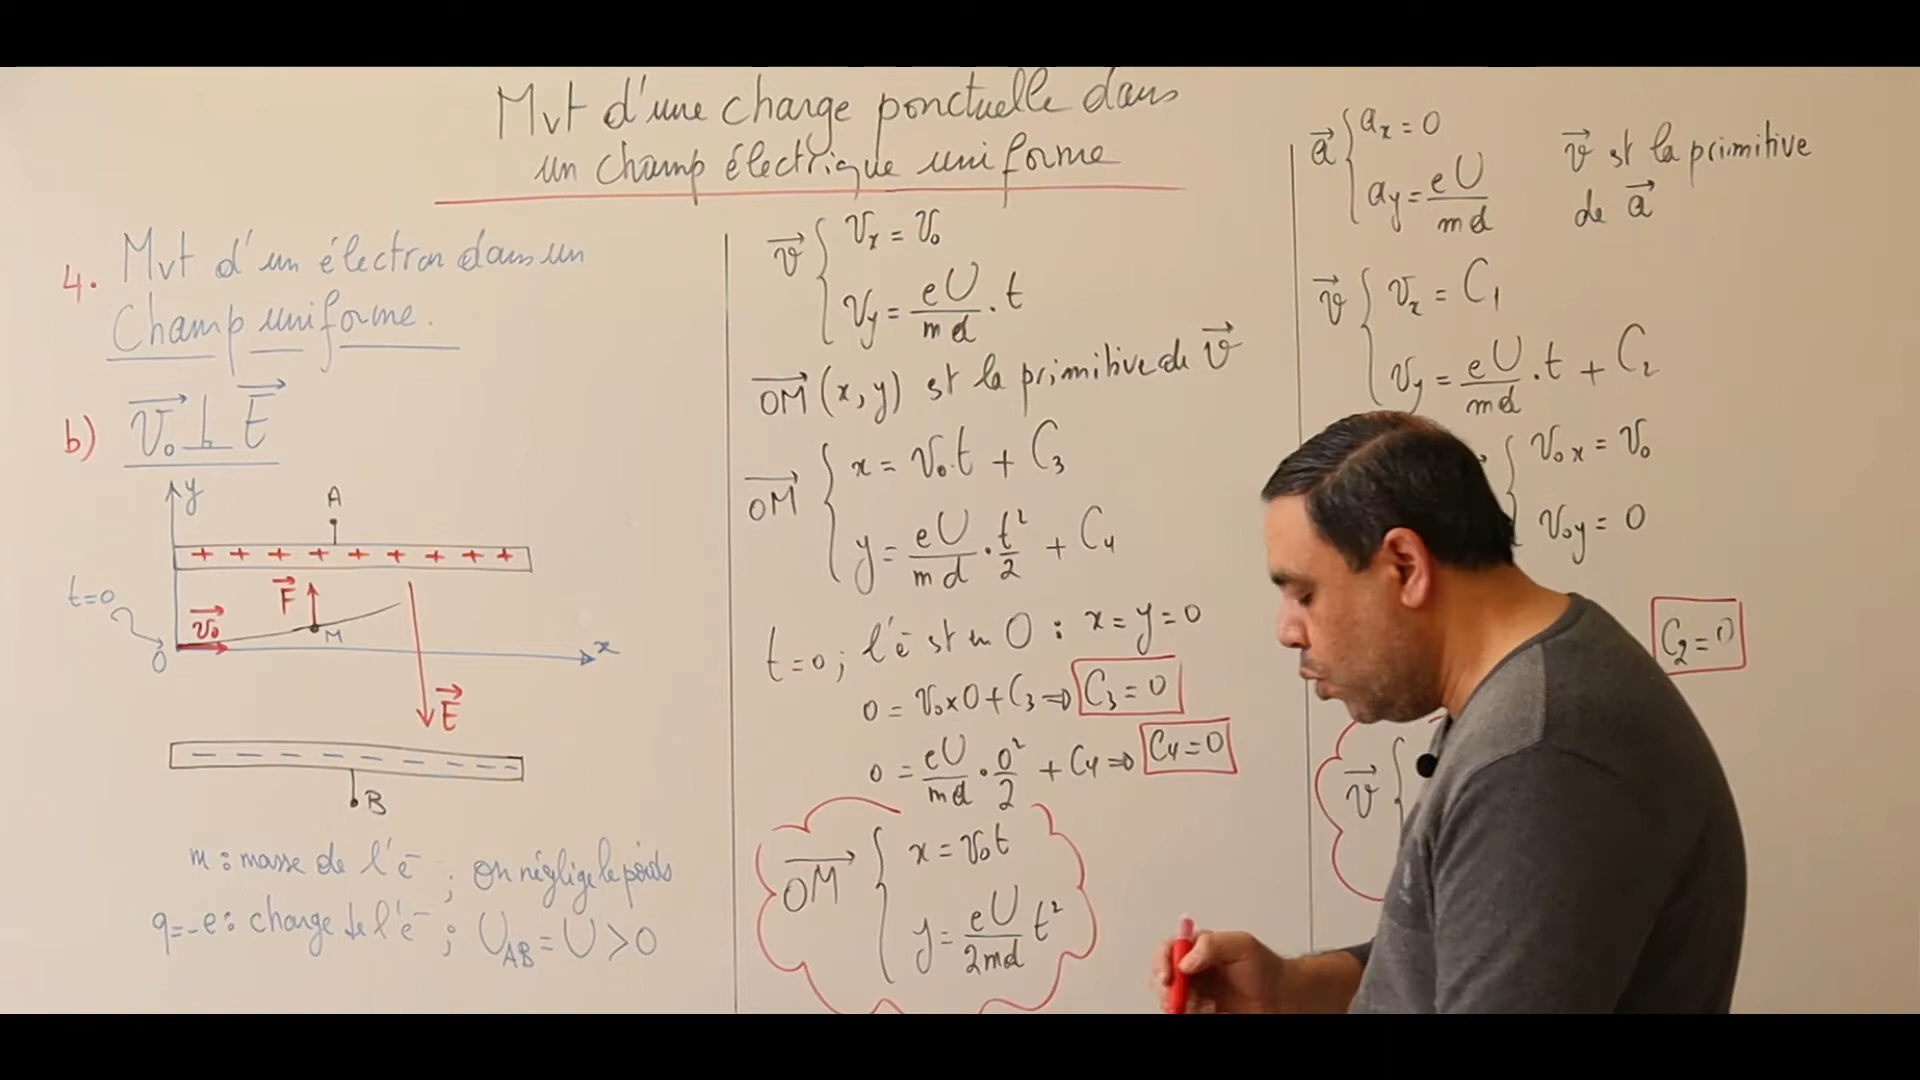 Mvt d'une charge ponctuelle dans
un champ électrique uniforme
4. Mvt d'un électron dans un
Champ uniforme.
b) V₀ ⊥ E
y
A
+ + + + + + + + +
t=0
F
v₀
M
O
x
E
- - - - - - - - -
B
m : masse de l'e⁻ ; on néglige le poids
q=-e : charge de l'e⁻ ; U_AB = U > 0
v { Vx = V₀
Vy = eU/md . t
OM (x, y) est la primitive de v
OM { x = V₀.t + C₃
y = eU/md . t²/2 + C₄
t=0 ; l'e⁻ est en O : x = y = 0
0 = V₀x0 + C₃ ⇒ C₃ = 0
0 = eU/md . 0²/2 + C₄ ⇒ C₄ = 0
OM { x = V₀t
y = eU/2md t²
a { ax = 0
ay = eU/md
v est la primitive
de a
v { vx = C₁
vy = eU/md . t + C₂
V₀x = V₀
V₀y = 0
C₂ = 0
v {